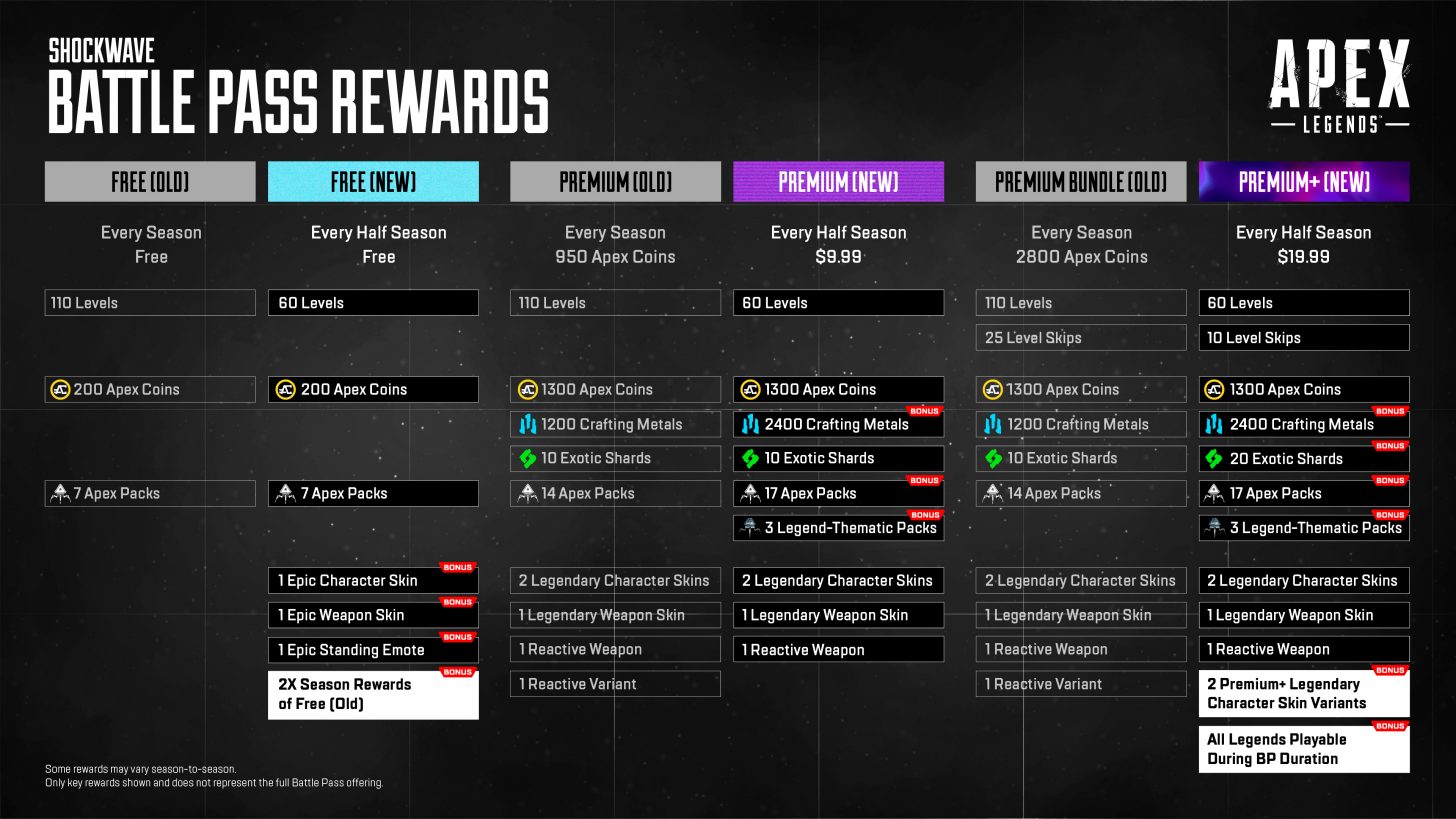 SHOCKWAVE
BATTLE PASS REWARDS
APEX
LEGENDS™
FREE (OLD)
Every Season
Free
110 Levels
200 Apex Coins
7 Apex Packs
FREE (NEW)
Every Half Season
Free
60 Levels
200 Apex Coins
7 Apex Packs
BONUS
1 Epic Character Skin
BONUS
1 Epic Weapon Skin
BONUS
1 Epic Standing Emote
BONUS
2X Season Rewards
of Free (Old)
PREMIUM (OLD)
Every Season
950 Apex Coins
110 Levels
1300 Apex Coins
1200 Crafting Metals
10 Exotic Shards
14 Apex Packs
2 Legendary Character Skins
1 Legendary Weapon Skin
1 Reactive Weapon
1 Reactive Variant
PREMIUM (NEW)
Every Half Season
$9.99
60 Levels
1300 Apex Coins
BONUS
2400 Crafting Metals
10 Exotic Shards
BONUS
17 Apex Packs
BONUS
3 Legend-Thematic Packs
2 Legendary Character Skins
1 Legendary Weapon Skin
1 Reactive Weapon
PREMIUM BUNDLE (OLD)
Every Season
2800 Apex Coins
110 Levels
25 Level Skips
1300 Apex Coins
1200 Crafting Metals
10 Exotic Shards
14 Apex Packs
2 Legendary Character Skins
1 Legendary Weapon Skin
1 Reactive Weapon
1 Reactive Variant
PREMIUM+ (NEW)
Every Half Season
$19.99
60 Levels
10 Level Skips
1300 Apex Coins
BONUS
2400 Crafting Metals
BONUS
20 Exotic Shards
BONUS
17 Apex Packs
BONUS
3 Legend-Thematic Packs
2 Legendary Character Skins
1 Legendary Weapon Skin
1 Reactive Weapon
BONUS
2 Premium+ Legendary
Character Skin Variants
BONUS
All Legends Playable
During BP Duration
Some rewards may vary season-to-season.
Only key rewards shown and does not represent the full Battle Pass offering.